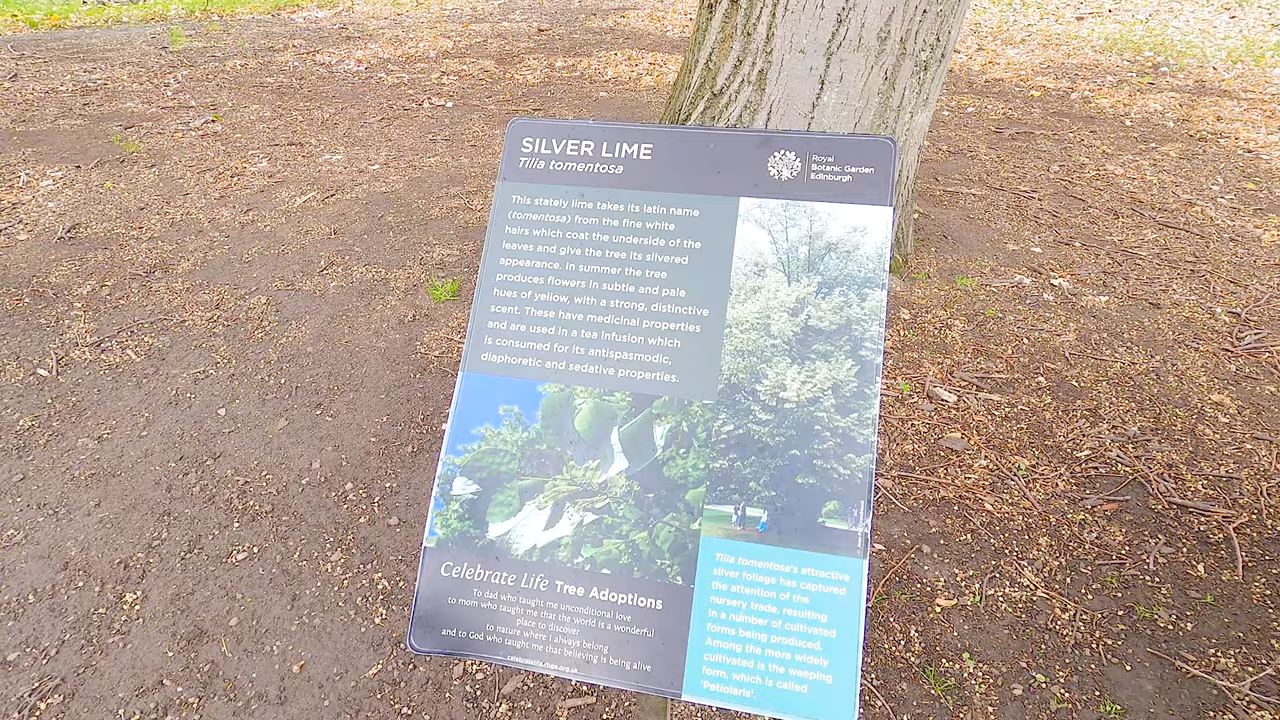 SILVER LIME
Tilia tomentosa
Royal
Botanic Garden
Edinburgh
This stately lime takes its latin name
(tomentosa) from the fine white
hairs which coat the underside of the
leaves and give the tree its silvered
appearance. In summer the tree
produces flowers in subtle and pale
hues of yellow, with a strong, distinctive
scent. These have medicinal properties
and are used in a tea infusion which
is consumed for its antispasmodic,
diaphoretic and sedative properties.
Celebrate Life Tree Adoptions
To dad who taught me unconditional love
to mom who taught me that the world is a wonderful
place to discover
to nature where I always belong
and to God who taught me that believing is being alive
celebratelife.rbge.org.uk
Tilia tomentosa's attractive
silver foliage has captured
the attention of the
nursery trade, resulting
in a number of cultivated
forms being produced.
Among the more widely
cultivated is the weeping
form, which is called
'Petiolaris'.